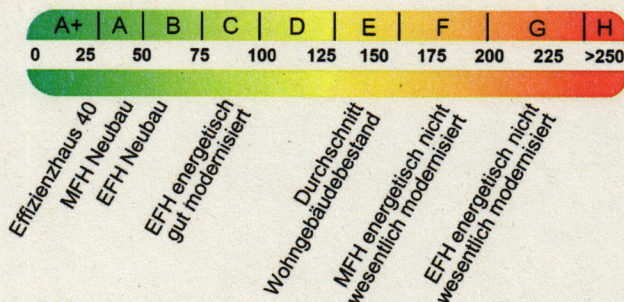 A+ A B C D E F G H
0 25 50 75 100 125 150 175 200 225 >250
Effizienzhaus 40
MFH Neubau
EFH Neubau
EFH energetisch
gut modernisiert
Durchschnitt
Wohngebäudebestand
MFH energetisch nicht
wesentlich modernisiert
EFH energetisch nicht
wesentlich modernisiert